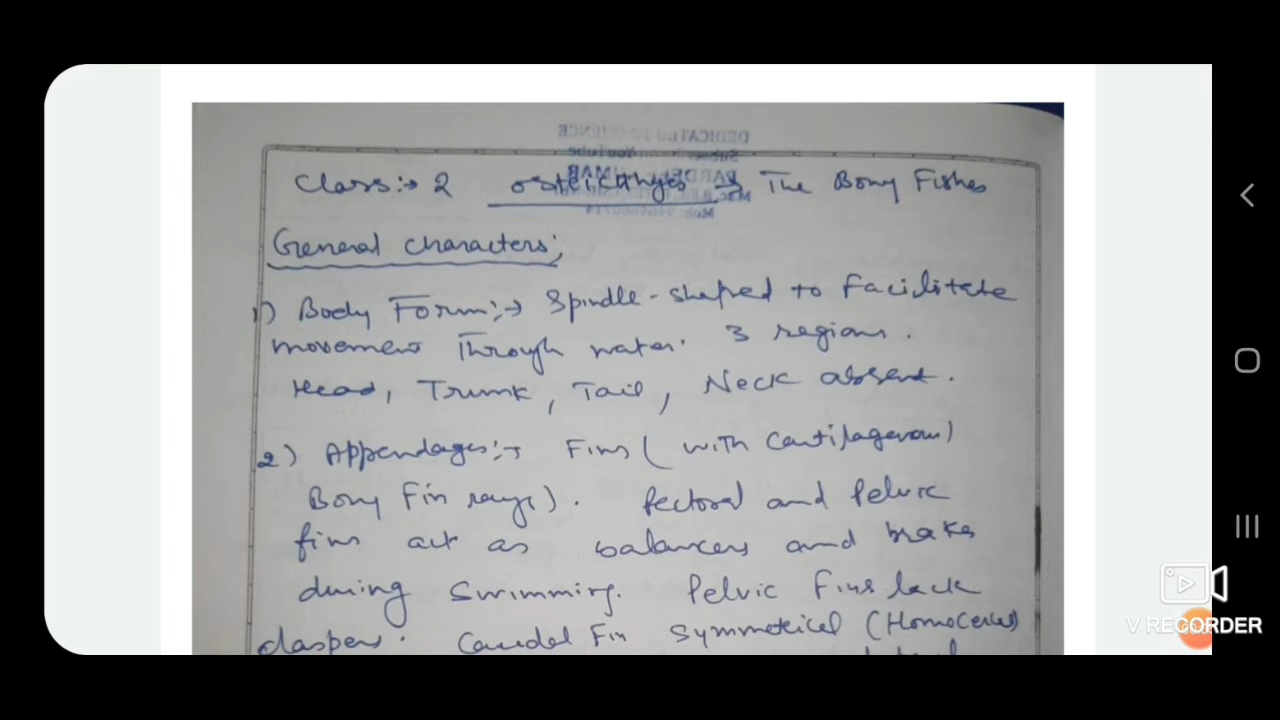 Class:→ 2 osteicthyes → The Bony Fishes
General characters:
1) Body Form:→ Spindle-shaped to facilitate
movement Through water. 3 regions.
Head, Trunk, Tail, Neck absent.
2) Appendages:→ Fins ( with Cartilagenous)
Bony Fin rays). Pectoral and Pelvic
fins act as balancers and brakes
during Swimming. Pelvic Fins lack
claspers. Caudal Fin Symmetrical (Homocercal)
V RECORDER